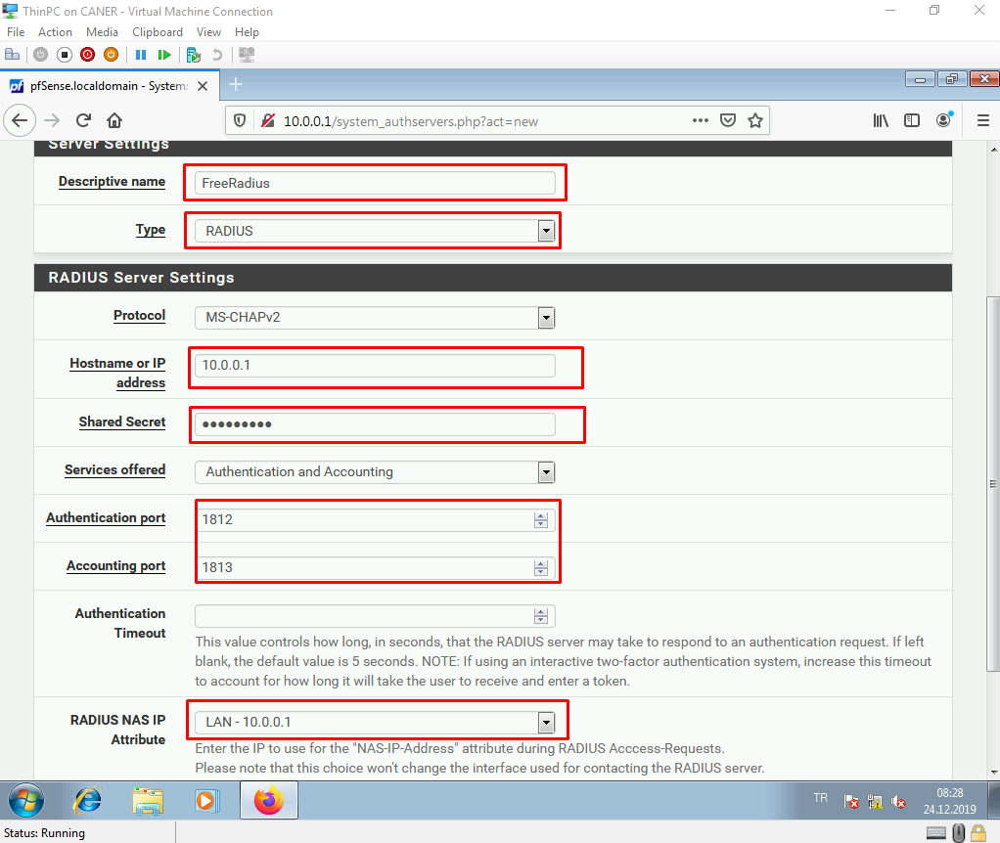 ThinPC on CANER - Virtual Machine Connection
File Action Media Clipboard View Help
pfSense.localdomain - System:
10.0.0.1/system_authservers.php?act=new
Server Settings
Descriptive name FreeRadius
Type RADIUS
RADIUS Server Settings
Protocol MS-CHAPv2
Hostname or IP address 10.0.0.1
Shared Secret •••••••••
Services offered Authentication and Accounting
Authentication port 1812
Accounting port 1813
Authentication Timeout
This value controls how long, in seconds, that the RADIUS server may take to respond to an authentication request. If left
blank, the default value is 5 seconds. NOTE: If using an interactive two-factor authentication system, increase this timeout
to account for how long it will take the user to receive and enter a token.
RADIUS NAS IP Attribute LAN - 10.0.0.1
Enter the IP to use for the "NAS-IP-Address" attribute during RADIUS Acccess-Requests.
Please note that this choice won't change the interface used for contacting the RADIUS server.
TR 08:28
24.12.2019
Status: Running